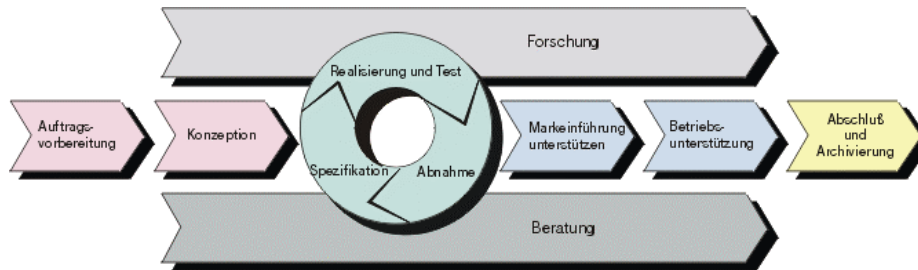 Forschung
Realisierung und Test
Auftrags-
vorbereitung
Konzeption
Spezifikation
Abnahme
Markeinführung
unterstützen
Betriebs-
unterstützung
Abschluß
und
Archivierung
Beratung